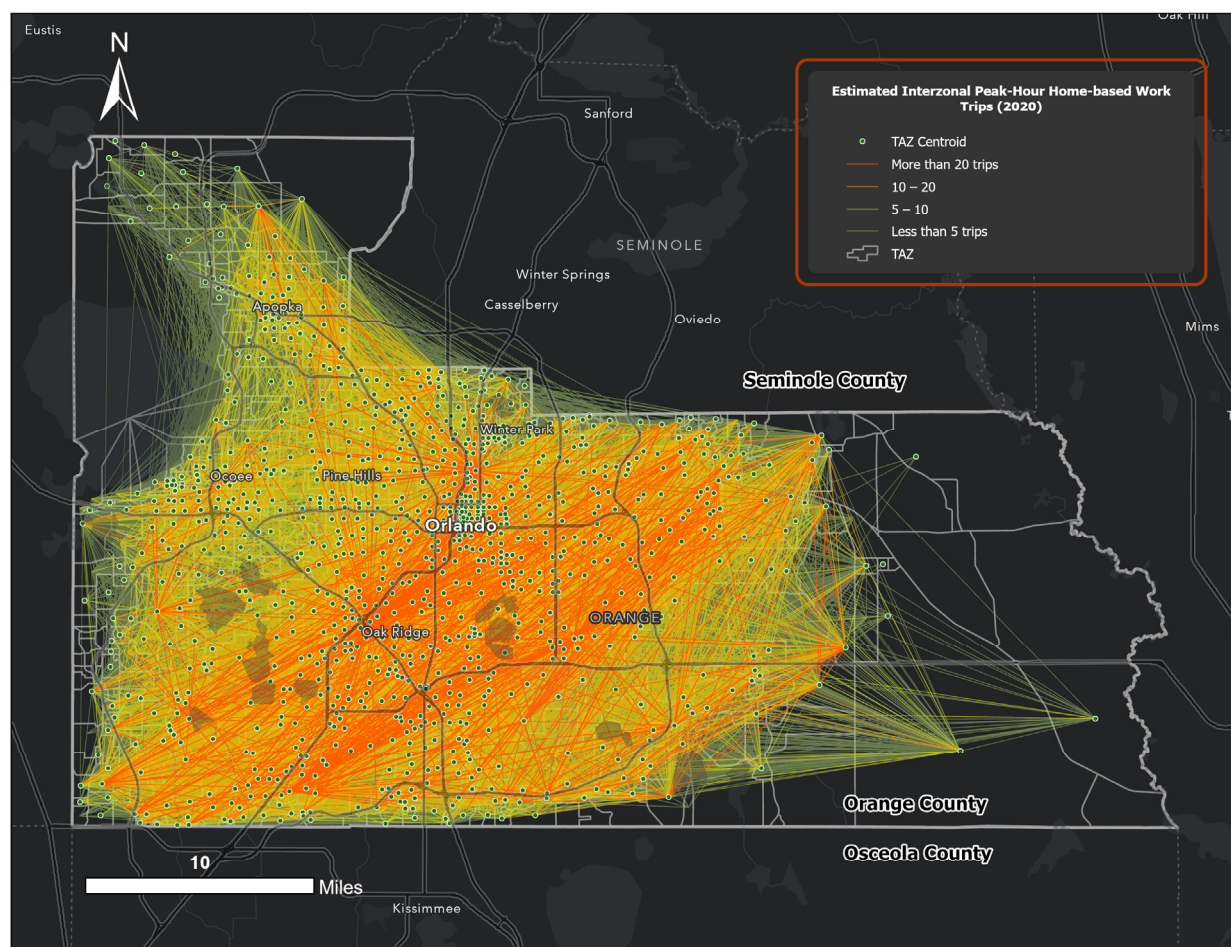 Eustis
Oak Hill
N
Estimated Interzonal Peak-Hour Home-based Work
Trips (2020)
TAZ Centroid
More than 20 trips
10 – 20
5 – 10
Less than 5 trips
TAZ
Sanford
SEMINOLE
Winter Springs
Casselberry
Oviedo
Mims
Apopka
Seminole County
Winter Park
Ocoee
Pine Hills
Orlando
ORANGE
Oak Ridge
Orange County
Osceola County
10
Miles
Kissimmee